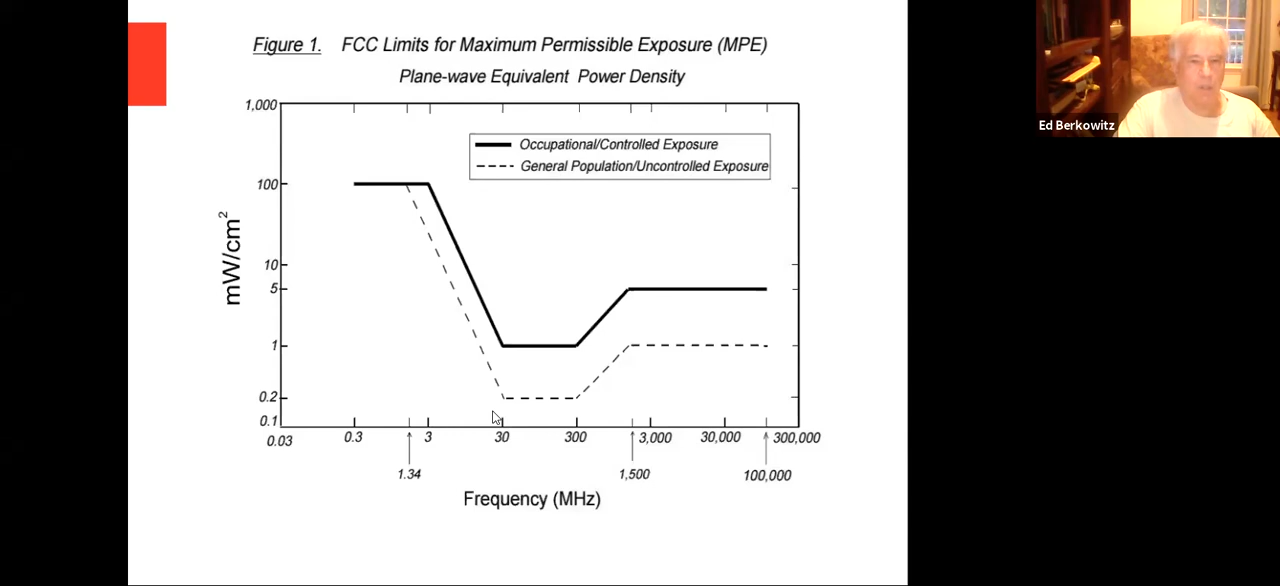 Figure 1. FCC Limits for Maximum Permissible Exposure (MPE)
Plane-wave Equivalent Power Density
Ed Berkowitz
1,000
Occupational/Controlled Exposure
General Population/Uncontrolled Exposure
100
mW/cm²
10
5
1
0.2
0.1
0.03 0.3 3 30 300 3,000 30,000 300,000
1.34 1,500 100,000
Frequency (MHz)